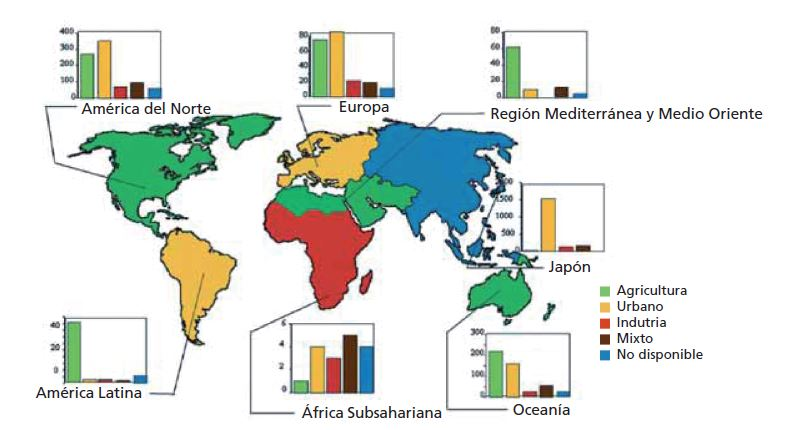 400
300
200
100
0
América del Norte
80
60
40
20
0
Europa
80
60
40
20
0
Región Mediterránea y Medio Oriente
1000
500
0
Japón
Agricultura
Urbano
Indutria
Mixto
No disponible
40
20
0
América Latina
6
4
2
0
África Subsahariana
300
200
100
0
Oceanía